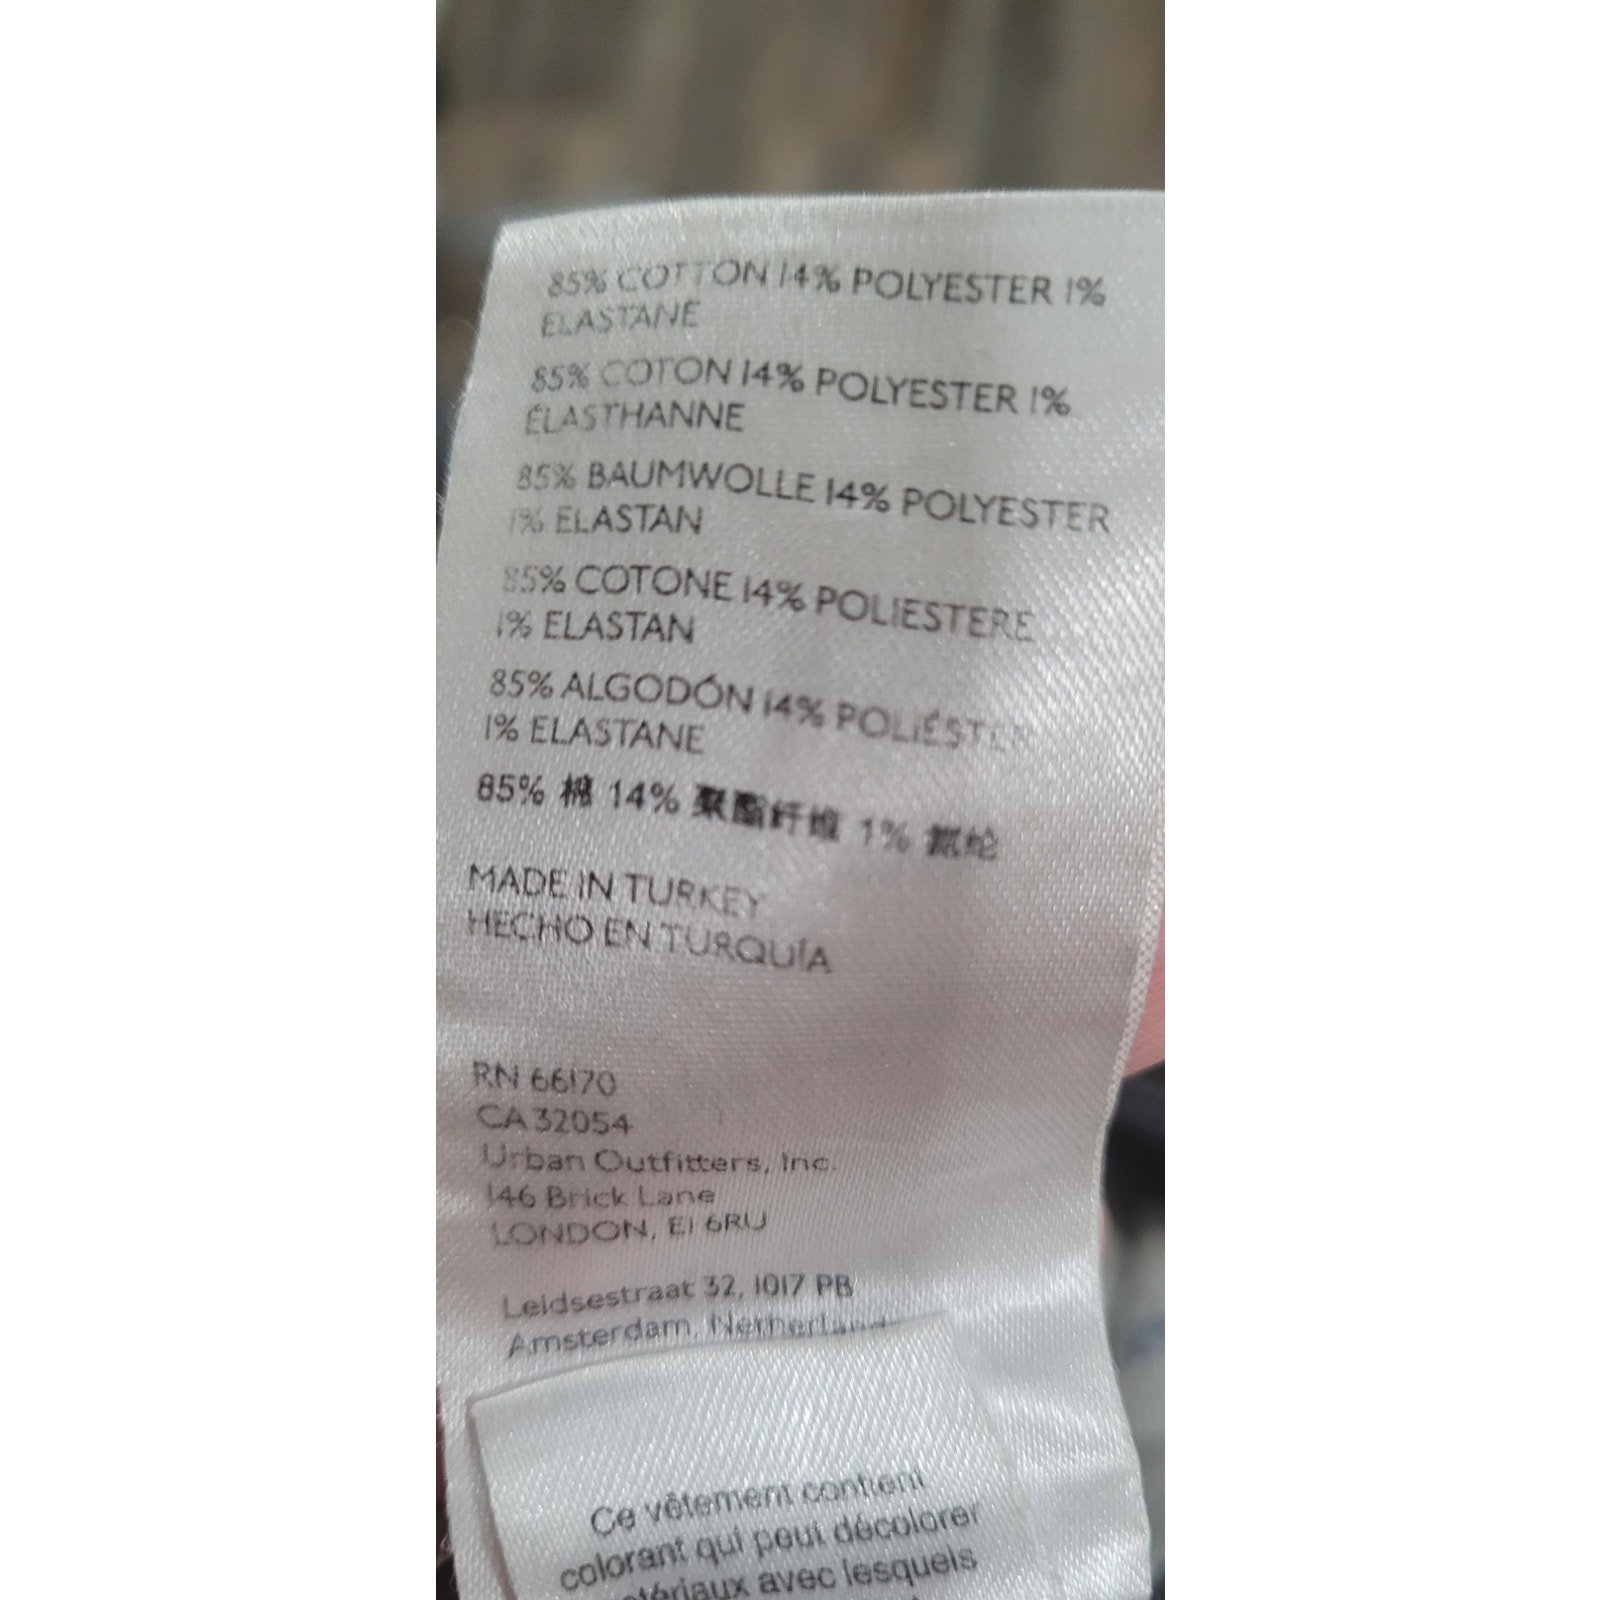 85% COTTON 14% POLYESTER 1%
ELASTANE
85% COTON 14% POLYESTER 1%
ÉLASTHANNE
85% BAUMWOLLE 14% POLYESTER
1% ELASTAN
85% COTONE 14% POLIESTERE
1% ELASTAN
85% ALGODÓN 14% POLIÉSTER
1% ELASTANE
85% 棉 14% 聚酯纤维 1% 氨纶
MADE IN TURKEY
HECHO EN TURQUÍA
RN 66170
CA 32054
Urban Outfitters, Inc.
146 Brick Lane
LONDON, E1 6RU
Leidsestraat 32, 1017 PB
Amsterdam, Netherlands
Ce vêtement contient
colorant qui peut décolorer
avec lesquels